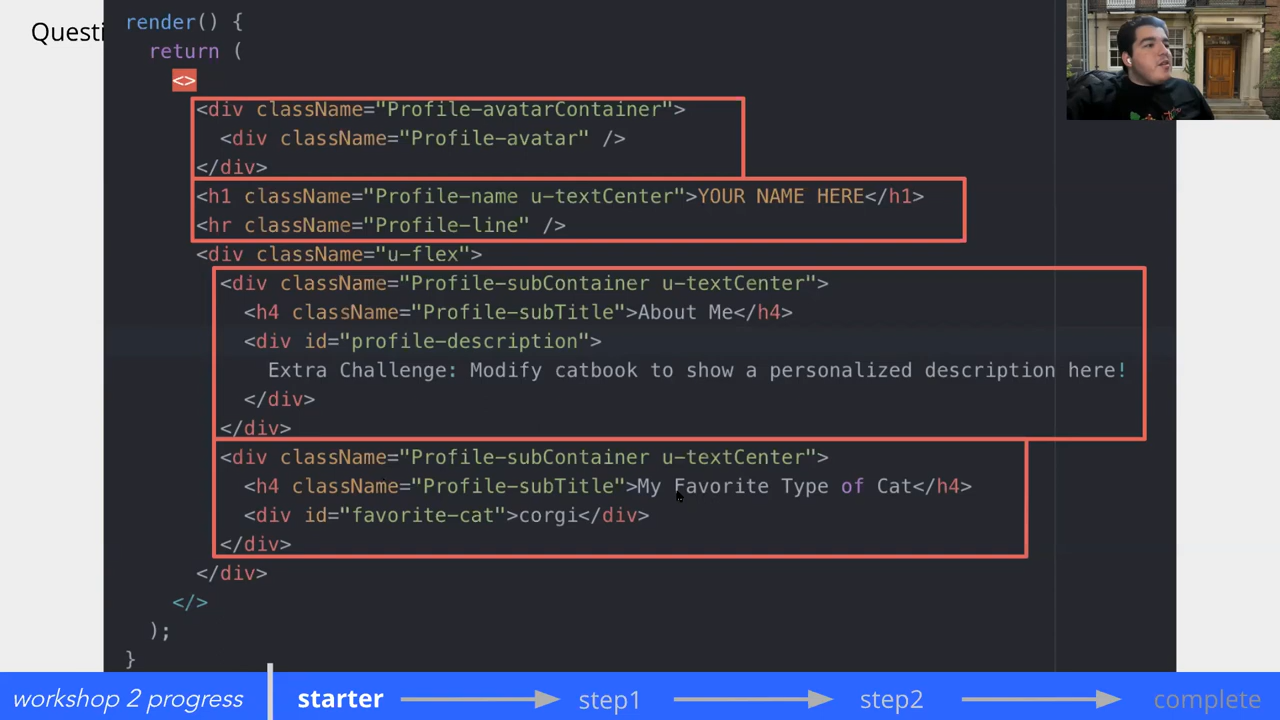 Questi
render() {
return (
<>
<div className="Profile-avatarContainer">
<div className="Profile-avatar" />
</div>
<h1 className="Profile-name u-textCenter">YOUR NAME HERE</h1>
<hr className="Profile-line" />
<div className="u-flex">
<div className="Profile-subContainer u-textCenter">
<h4 className="Profile-subTitle">About Me</h4>
<div id="profile-description">
Extra Challenge: Modify catbook to show a personalized description here!
</div>
</div>
<div className="Profile-subContainer u-textCenter">
<h4 className="Profile-subTitle">My Favorite Type of Cat</h4>
<div id="favorite-cat">corgi</div>
</div>
</div>
</>
);
}
workshop 2 progress
starter
step1
step2
complete